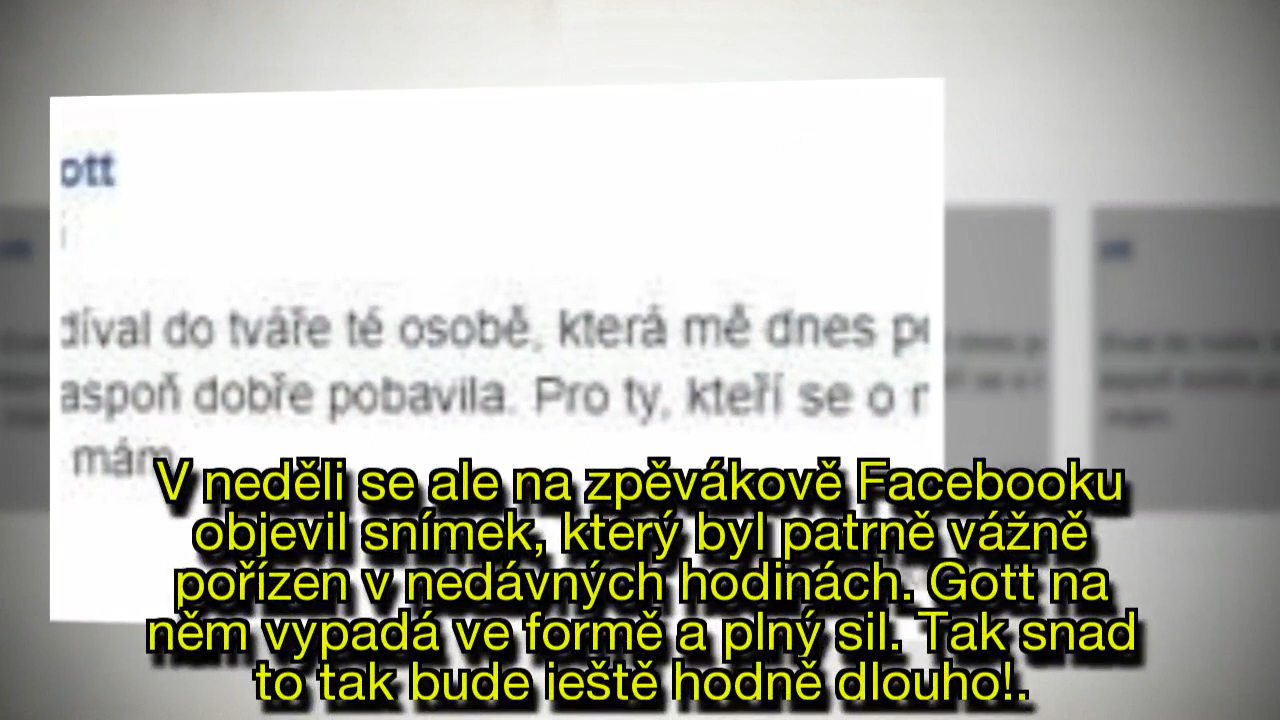 ott
díval do tváře té osobě, která mě dnes
aspoň dobře pobavila. Pro ty, kteří se o
mám
V neděli se ale na zpěvákově Facebooku
objevil snímek, který byl patrně vážně
pořízen v nedávných hodinách. Gott na
něm vypadá ve formě a plný sil. Tak snad
to tak bude ještě hodně dlouho!.